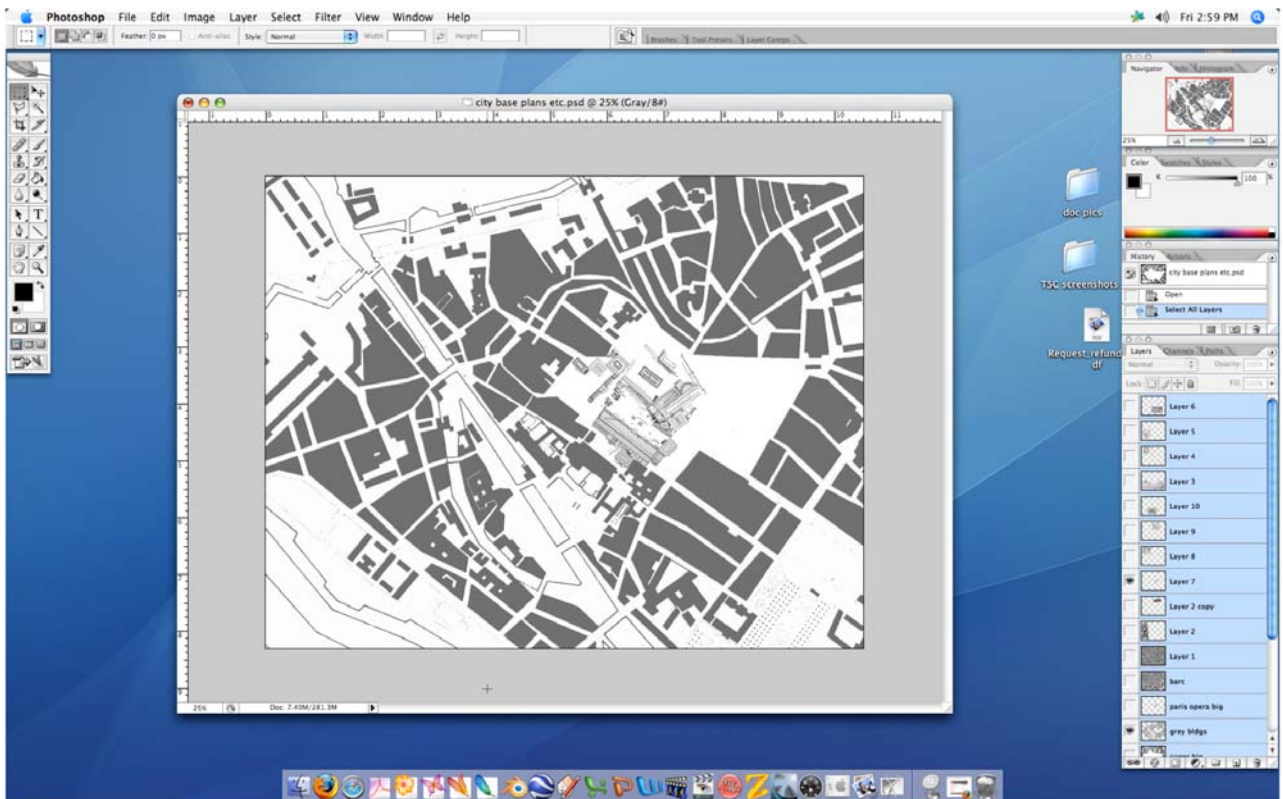 Photoshop File Edit Image Layer Select Filter View Window Help Fri 2:59 PM
Feather: 0 px Anti-alias Style: Normal Width: Height: Brushes Tool Presets Layer Comps
Navigator Info Histogram
25%
Color Swatches Styles
K 100 %
History Actions
city base plans etc.psd
Open
Select All Layers
Layers Channels Paths
Normal Opacity:
Lock: Fill:
Layer 6
Layer 5
Layer 4
Layer 3
Layer 10
Layer 9
Layer 8
Layer 7
Layer 2 copy
Layer 2
Layer 1
barc
paris opera big
grey bldgs
city base plans etc.psd @ 25% (Gray/8#)
25% Doc: 7.49M/281.3M
doc pics
TSC screenshots
Request_refund
df